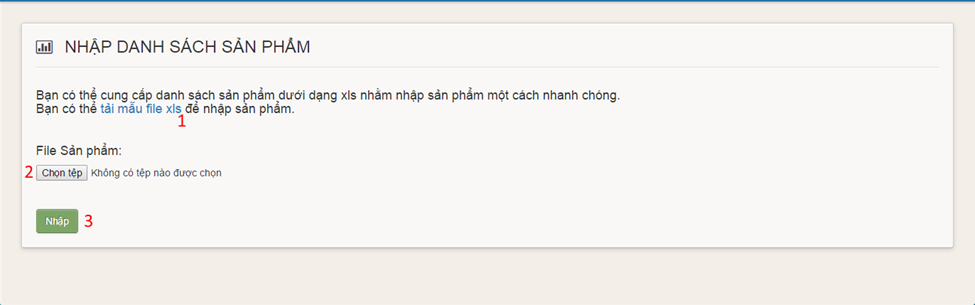 NHẬP DANH SÁCH SẢN PHẨM
Bạn có thể cung cấp danh sách sản phẩm dưới dạng xls nhằm nhập sản phẩm một cách nhanh chóng.
Bạn có thể tải mẫu file xls để nhập sản phẩm.
1
File Sản phẩm:
2 Chọn tệp Không có tệp nào được chọn
Nhập 3